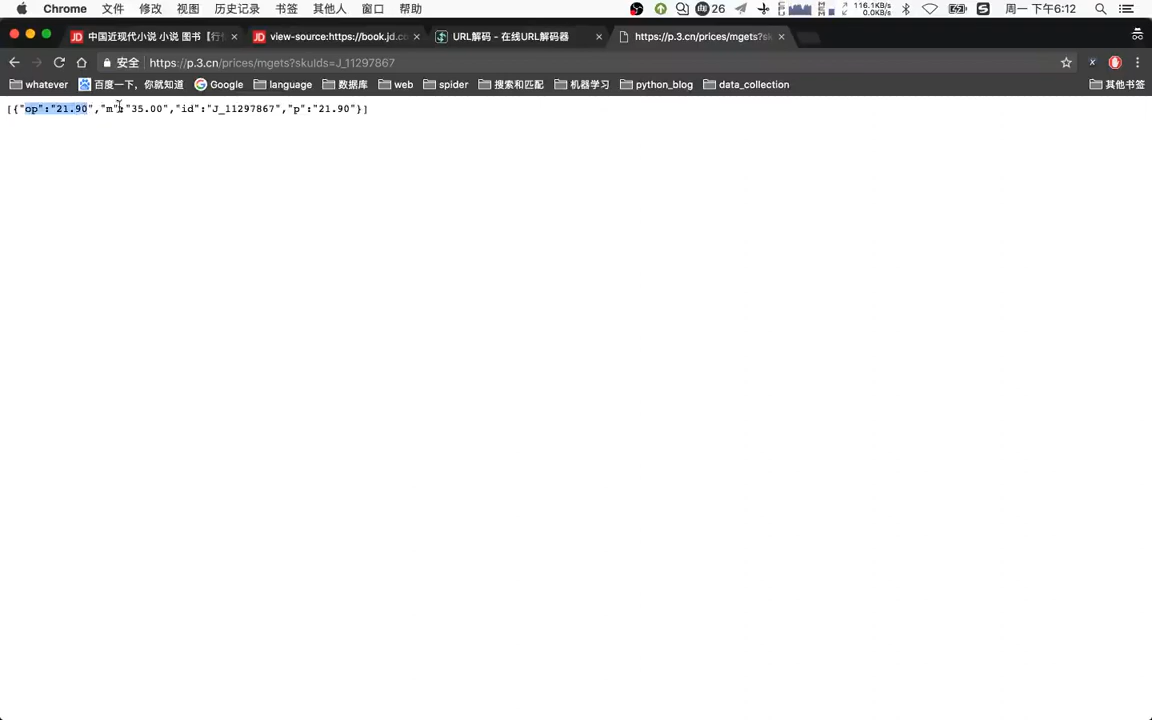 Chrome 文件 修改 视图 历史记录 书签 其他人 窗口 帮助 26 116.1KB/s 0.0KB/s 周一 下午6:12
中国近现代小说 小说 图书【行 view-source:https://book.jd.c URL解码 - 在线URL解码器 https://p.3.cn/prices/mgets?s
安全 https://p.3.cn/prices/mgets?skuIds=J_11297867
whatever 百度一下，你就知道 Google language 数据库 web spider 搜索和匹配 机器学习 python_blog data_collection 其他书签
[{"op":"21.90","m":"35.00","id":"J_11297867","p":"21.90"}]